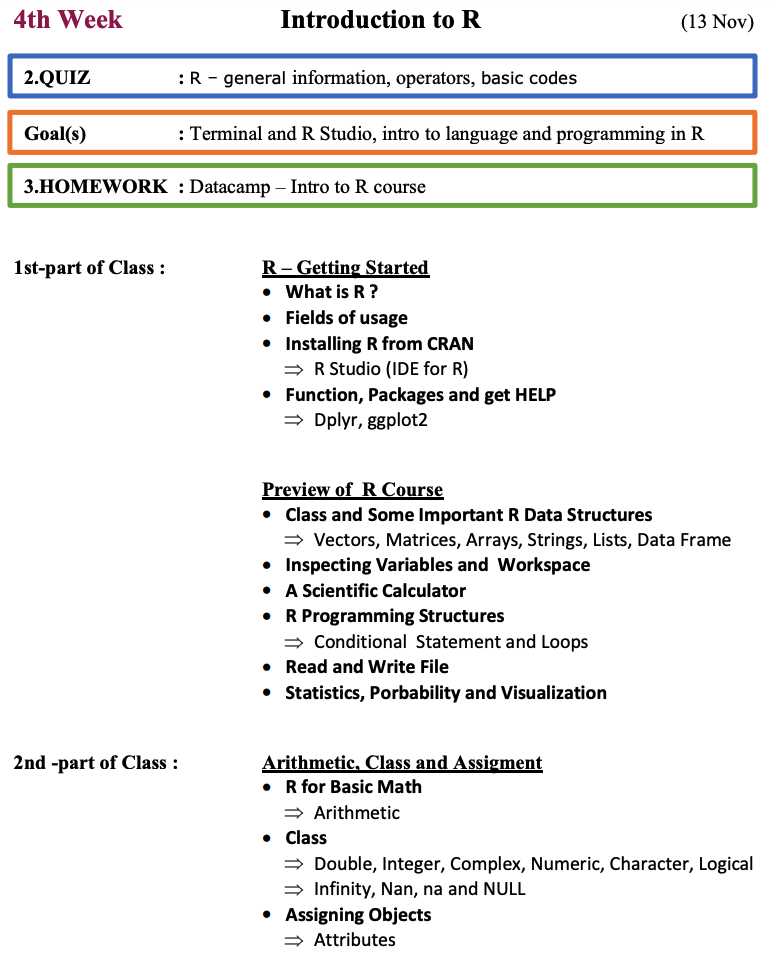 4th Week Introduction to R (13 Nov)
2.QUIZ : R – general information, operators, basic codes
Goal(s) : Terminal and R Studio, intro to language and programming in R
3.HOMEWORK : Datacamp – Intro to R course
1st-part of Class : R – Getting Started
• What is R ?
• Fields of usage
• Installing R from CRAN
⇒ R Studio (IDE for R)
• Function, Packages and get HELP
⇒ Dplyr, ggplot2
Preview of R Course
• Class and Some Important R Data Structures
⇒ Vectors, Matrices, Arrays, Strings, Lists, Data Frame
• Inspecting Variables and Workspace
• A Scientific Calculator
• R Programming Structures
⇒ Conditional Statement and Loops
• Read and Write File
• Statistics, Porbability and Visualization
2nd -part of Class : Arithmetic, Class and Assigment
• R for Basic Math
⇒ Arithmetic
• Class
⇒ Double, Integer, Complex, Numeric, Character, Logical
⇒ Infinity, Nan, na and NULL
• Assigning Objects
⇒ Attributes